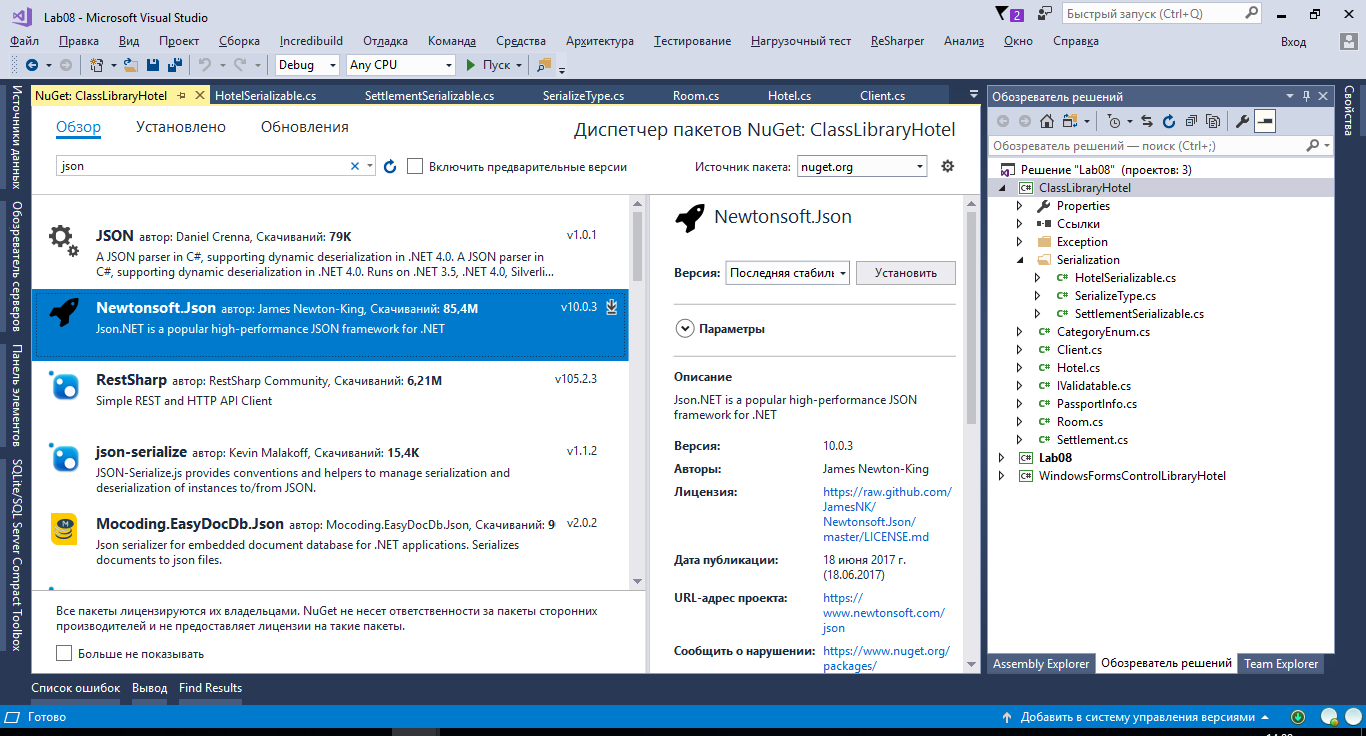 Lab08 - Microsoft Visual Studio
2
Быстрый запуск (Ctrl+Q)
Файл Правка Вид Проект Сборка Incredibuild Отладка Команда Средства Архитектура Тестирование Нагрузочный тест ReSharper Анализ Окно Справка Вход
Debug Any CPU Пуск
Источники данных
Обозреватель серверов
Панель элементов
SQLite/SQL Server Compact Toolbox
NuGet: ClassLibraryHotel HotelSerializable.cs SettlementSerializable.cs SerializeType.cs Room.cs Hotel.cs Client.cs
Обзор Установлено Обновления
Диспетчер пакетов NuGet: ClassLibraryHotel
json
Включить предварительные версии
Источник пакета: nuget.org
JSON автор: Daniel Crenna, Скачиваний: 79K v1.0.1
A JSON parser in C#, supporting dynamic deserialization in .NET 4.0. A JSON parser in
C#, supporting dynamic deserialization in .NET 4.0. Runs on .NET 3.5, .NET 4.0, Silverli...
Newtonsoft.Json автор: James Newton-King, Скачиваний: 85,4M v10.0.3
Json.NET is a popular high-performance JSON framework for .NET
RestSharp автор: RestSharp Community, Скачиваний: 6,21M v105.2.3
Simple REST and HTTP API Client
json-serialize автор: Kevin Malakoff, Скачиваний: 15,4K v1.1.2
JSON-Serialize.js provides conventions and helpers to manage serialization and
deserialization of instances to/from JSON.
Mocoding.EasyDocDb.Json автор: Mocoding.EasyDocDb.Json, Скачиваний: 9 v2.0.2
Json serializer for embedded document database for .NET applications. Serializes
documents to json files.
Все пакеты лицензируются их владельцами. NuGet не несет ответственности за пакеты сторонних
производителей и не предоставляет лицензии на такие пакеты.
Больше не показывать
Newtonsoft.Json
Версия: Последняя стабиль Установить
Параметры
Описание
Json.NET is a popular high-performance JSON
framework for .NET
Версия: 10.0.3
Авторы: James Newton-King
Лицензия: https://raw.github.com/
JamesNK/
Newtonsoft.Json/
master/LICENSE.md
Дата публикации: 18 июня 2017 г.
(18.06.2017)
URL-адрес проекта: https://
www.newtonsoft.com/
json
Сообщить о нарушении: https://www.nuget.org/
packages/
Обозреватель решений
Обозреватель решений — поиск (Ctrl+;)
Решение "Lab08" (проектов: 3)
C# ClassLibraryHotel
Properties
Ссылки
Exception
Serialization
C# HotelSerializable.cs
C# SerializeType.cs
C# SettlementSerializable.cs
C# CategoryEnum.cs
C# Client.cs
C# Hotel.cs
C# IValidatable.cs
C# PassportInfo.cs
C# Room.cs
C# Settlement.cs
C# Lab08
C# WindowsFormsControlLibraryHotel
Assembly Explorer Обозреватель решений Team Explorer
Свойства
Список ошибок Вывод Find Results
Готово
Добавить в систему управления версиями